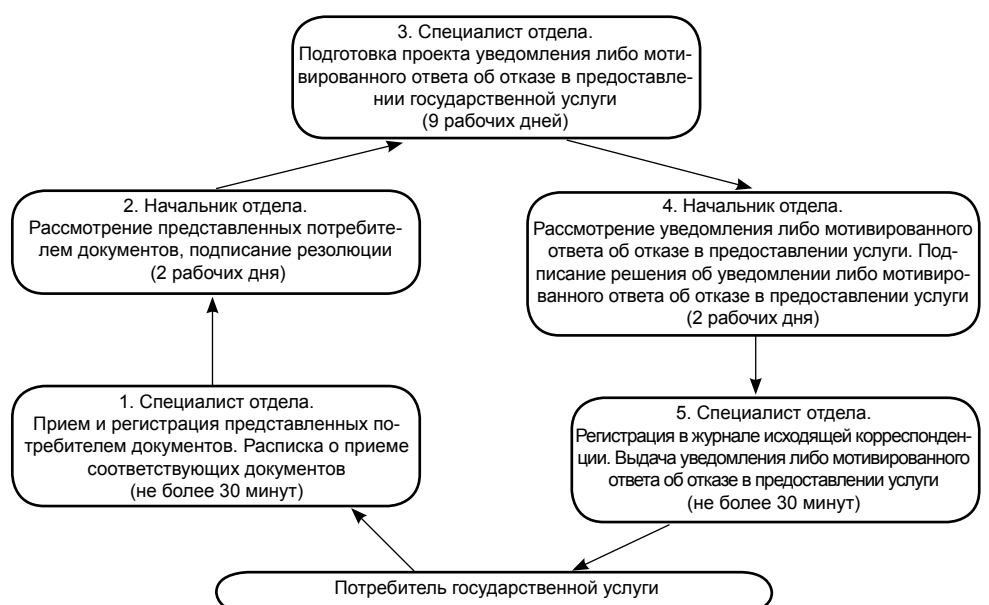 3. Специалист отдела.
Подготовка проекта уведомления либо моти-
вированного ответа об отказе в предоставле-
нии государственной услуги
(9 рабочих дней)
2. Начальник отдела.
Рассмотрение представленных потребите-
лем документов, подписание резолюции
(2 рабочих дня)
4. Начальник отдела.
Рассмотрение уведомления либо мотивированного
ответа об отказе в предоставлении услуги. Под-
писание решения об уведомлении либо мотивиро-
ванного ответа об отказе в предоставлении услуги
(2 рабочих дня)
1. Специалист отдела.
Прием и регистрация представленных по-
требителем документов. Расписка о приеме
соответствующих документов
(не более 30 минут)
5. Специалист отдела.
Регистрация в журнале исходящей корреспонден-
ции. Выдача уведомления либо мотивированного
ответа об отказе в предоставлении услуги
(не более 30 минут)
Потребитель государственной услуги